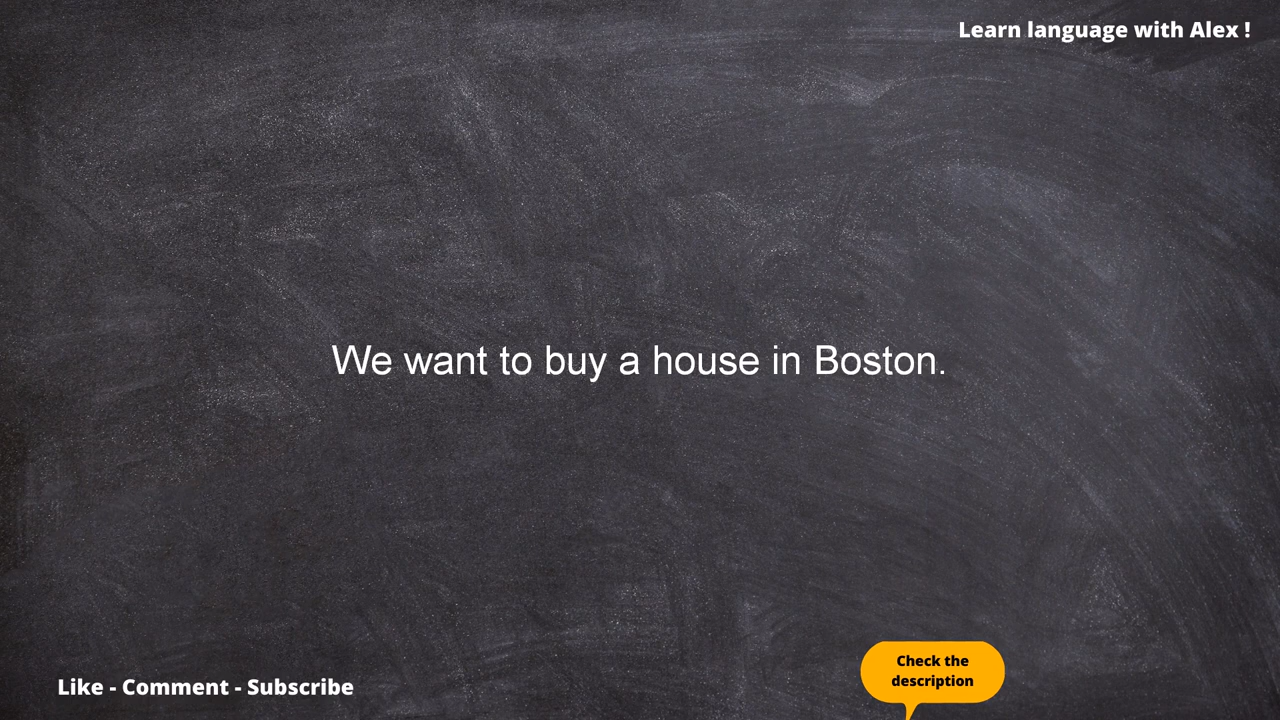 Learn language with Alex !
We want to buy a house in Boston.
Check the
description
Like - Comment - Subscribe